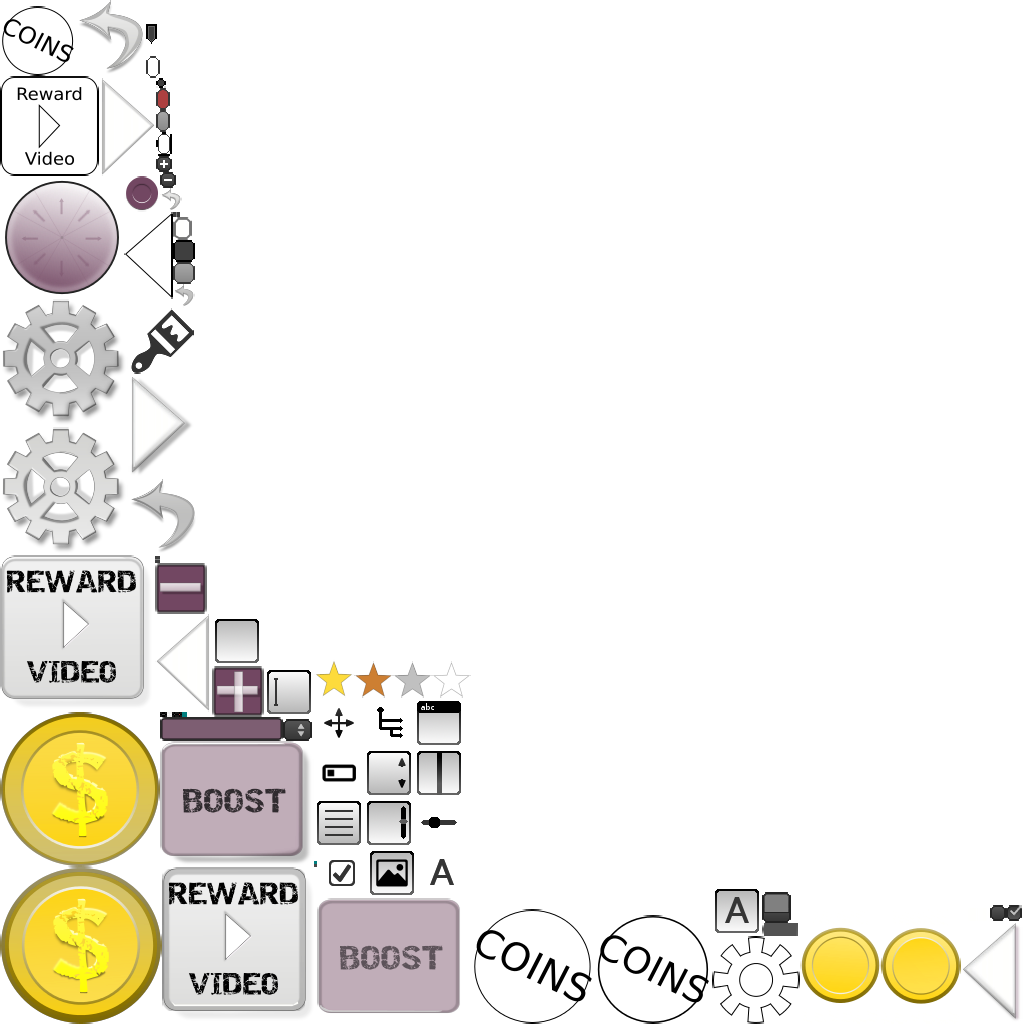 COINS
Reward
Video
REWARD
VIDEO
abc
$
BOOST
A
$
REWARD
VIDEO
BOOST
COINS
COINS
A